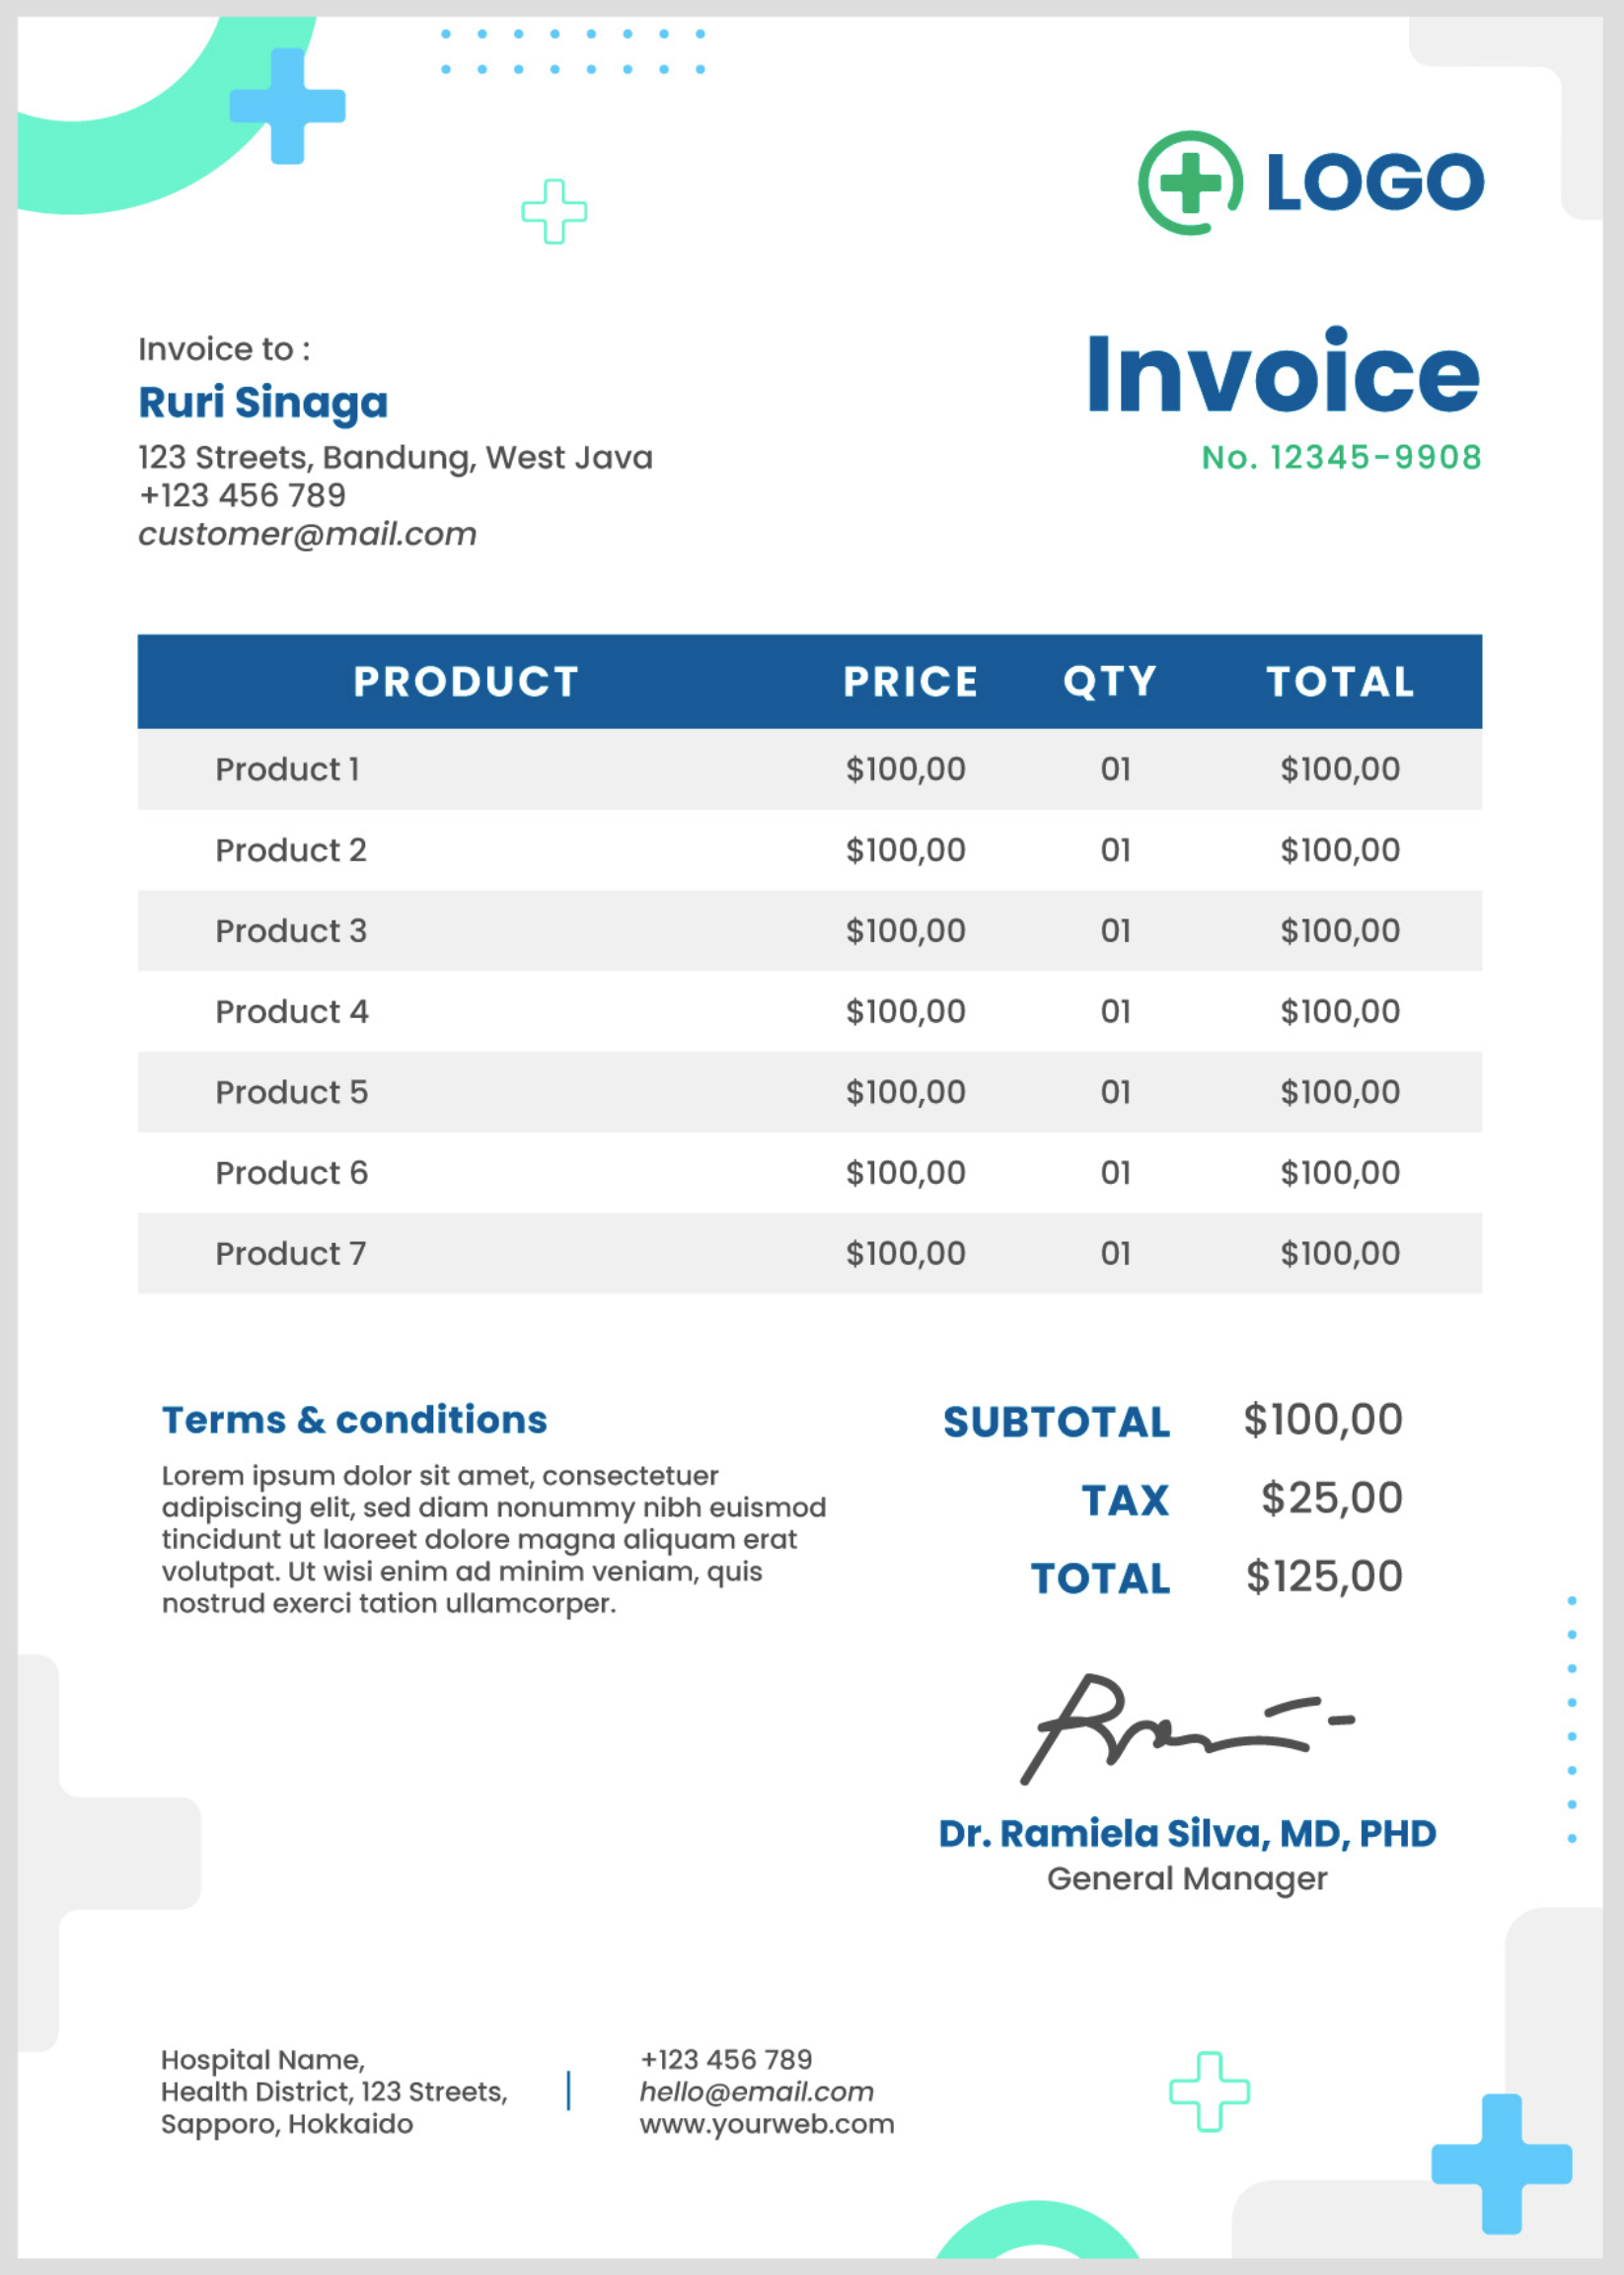 LOGO
Invoice to :
Ruri Sinaga
123 Streets, Bandung, West Java
+123 456 789
customer@mail.com
Invoice
No. 12345-9908
PRODUCT PRICE QTY TOTAL
Product 1 $100,00 01 $100,00
Product 2 $100,00 01 $100,00
Product 3 $100,00 01 $100,00
Product 4 $100,00 01 $100,00
Product 5 $100,00 01 $100,00
Product 6 $100,00 01 $100,00
Product 7 $100,00 01 $100,00
Terms & conditions
Lorem ipsum dolor sit amet, consectetuer
adipiscing elit, sed diam nonummy nibh euismod
tincidunt ut laoreet dolore magna aliquam erat
volutpat. Ut wisi enim ad minim veniam, quis
nostrud exerci tation ullamcorper.
SUBTOTAL $100,00
TAX $25,00
TOTAL $125,00
Dr. Ramiela Silva, MD, PHD
General Manager
Hospital Name,
Health District, 123 Streets,
Sapporo, Hokkaido
+123 456 789
hello@email.com
www.yourweb.com